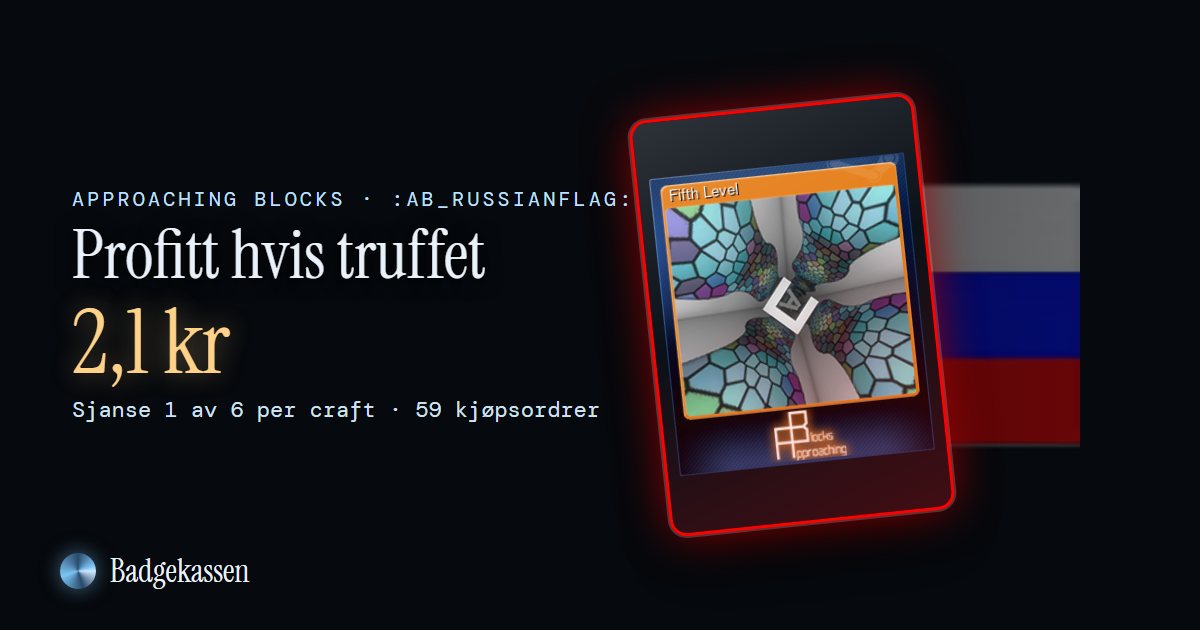 APPROACHING BLOCKS · :AB_RUSSIANFLAG:
Profitt hvis truffet
2,1 kr
Sjanse 1 av 6 per craft · 59 kjøpsordrer
Fifth Level
Blocks
Approaching
Badgekassen